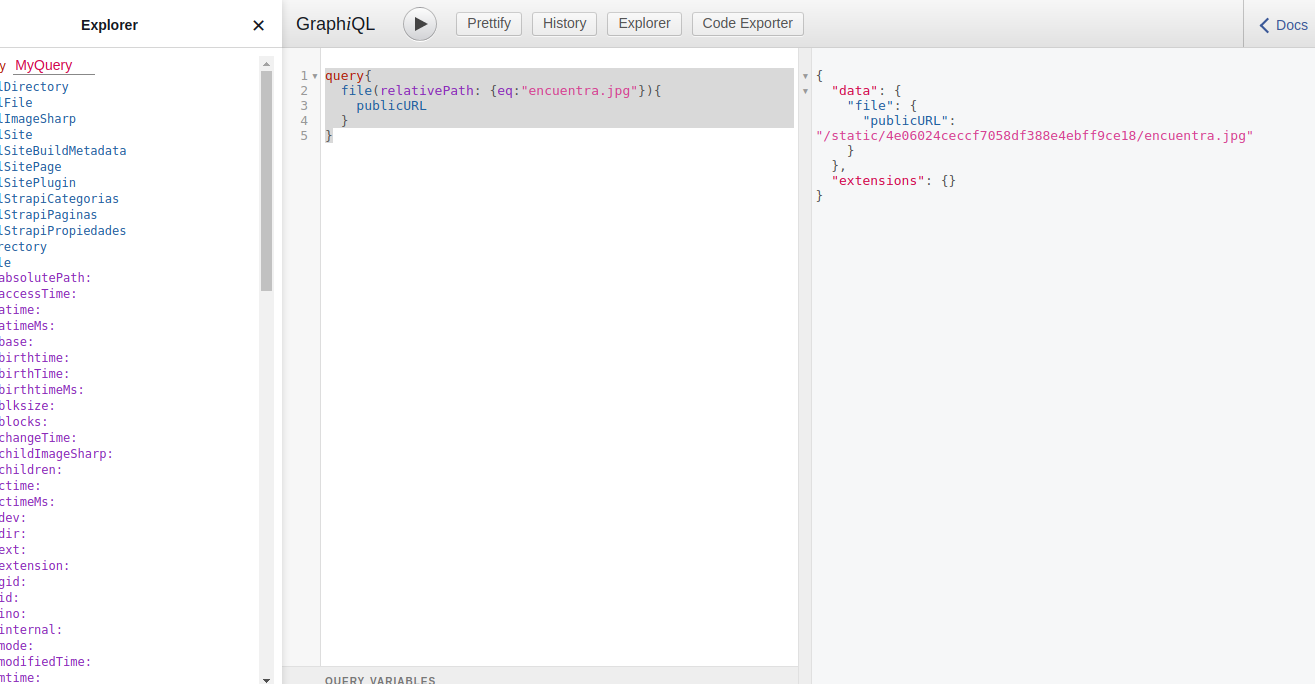 Explorer ✕
y MyQuery
lDirectory
lFile
lImageSharp
lSite
lSiteBuildMetadata
lSitePage
lSitePlugin
lStrapiCategorias
lStrapiPaginas
lStrapiPropiedades
rectory
le
absolutePath:
accessTime:
atime:
atimeMs:
base:
birthtime:
birthTime:
birthtimeMs:
blksize:
blocks:
changeTime:
childImageSharp:
children:
ctime:
ctimeMs:
dev:
dir:
ext:
extension:
gid:
id:
ino:
internal:
mode:
modifiedTime:
mtime:
GraphiQL Prettify History Explorer Code Exporter Docs
1 query{
2 file(relativePath: {eq:"encuentra.jpg"}){
3 publicURL
4 }
5 }
QUERY VARIABLES
{
"data": {
"file": {
"publicURL":
"/static/4e06024ceccf7058df388e4ebff9ce18/encuentra.jpg"
}
},
"extensions": {}
}